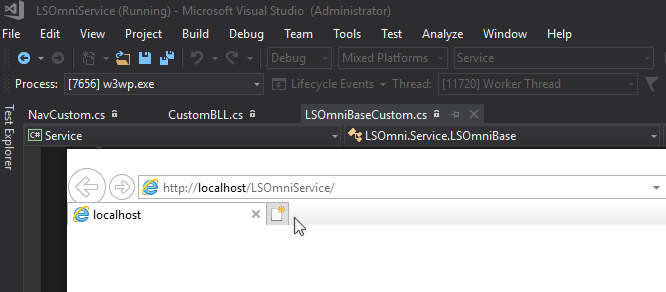 LSOmniService (Running) - Microsoft Visual Studio (Administrator)
File Edit View Project Build Debug Team Tools Test Analyze Window Help
Debug Mixed Platforms Service
Process: [7656] w3wp.exe Lifecycle Events Thread: [11720] Worker Thread
Test Explorer
NavCustom.cs CustomBLL.cs LSOmniBaseCustom.cs
C# Service LSOmni.Service.LSOmniBase
http://localhost/LSOmniService/
localhost